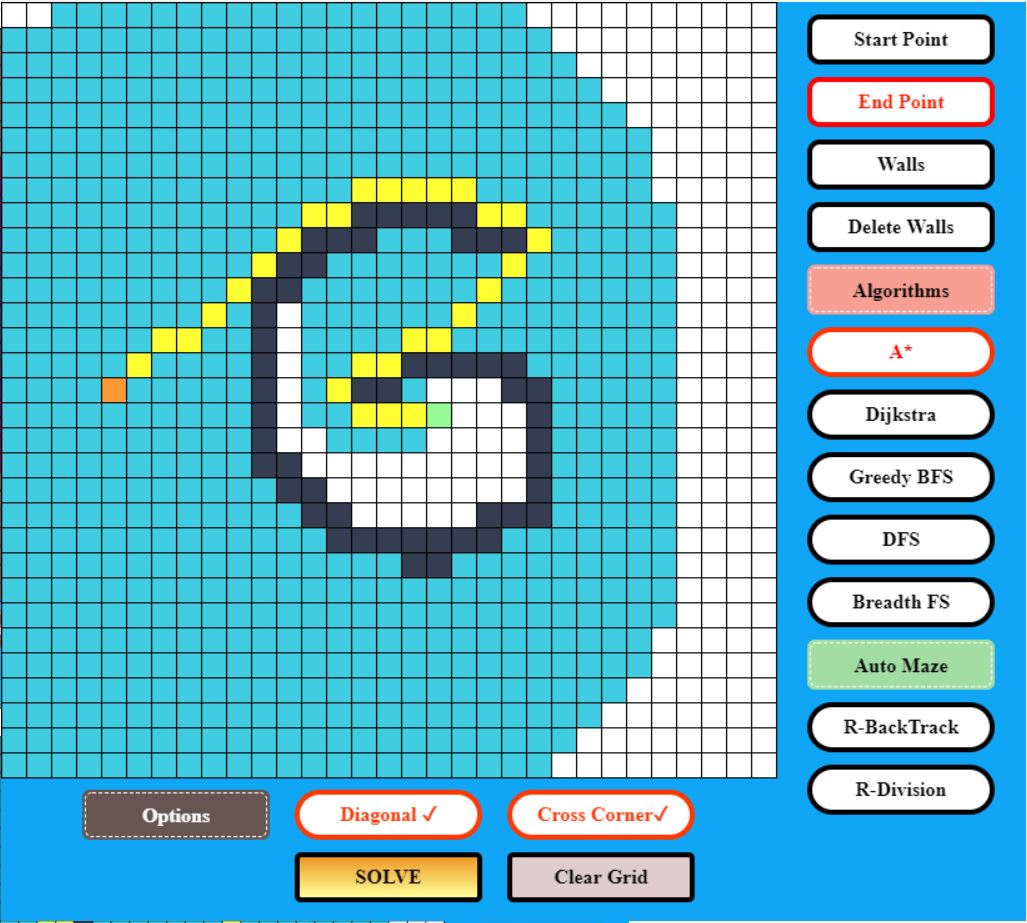 Start Point
End Point
Walls
Delete Walls
Algorithms
A*
Dijkstra
Greedy BFS
DFS
Breadth FS
Auto Maze
R-BackTrack
R-Division
Options
Diagonal ✓
Cross Corner✓
SOLVE
Clear Grid